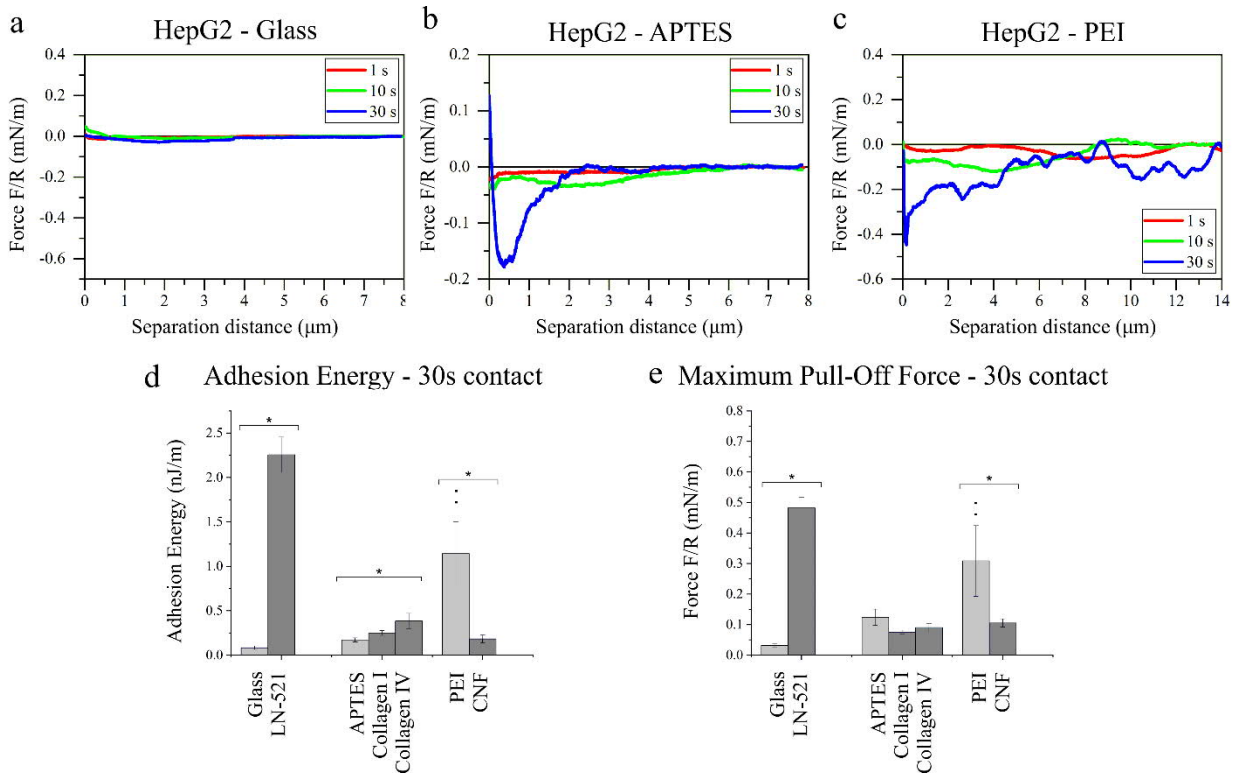 a
HepG2 - Glass
Force F/R (mN/m)
0.4
0.2
0.0
-0.2
-0.4
-0.6
1 s
10 s
30 s
0 1 2 3 4 5 6 7 8
Separation distance (µm)
b
HepG2 - APTES
Force F/R (mN/m)
0.2
0.1
0.0
-0.1
-0.2
1 s
10 s
30 s
0 1 2 3 4 5 6 7 8
Separation distance (µm)
c
HepG2 - PEI
Force F/R (mN/m)
0.4
0.2
0.0
-0.2
-0.4
-0.6
1 s
10 s
30 s
0 2 4 6 8 10 12 14
Separation distance (µm)
d Adhesion Energy - 30s contact
Adhesion Energy (nJ/m)
2.5
2.0
1.5
1.0
0.5
0.0
*
*
*
Glass
LN-521
APTES
Collagen I
Collagen IV
PEI
CNF
e Maximum Pull-Off Force - 30s contact
Force F/R (mN/m)
0.8
0.7
0.6
0.5
0.4
0.3
0.2
0.1
0.0
*
*
Glass
LN-521
APTES
Collagen I
Collagen IV
PEI
CNF